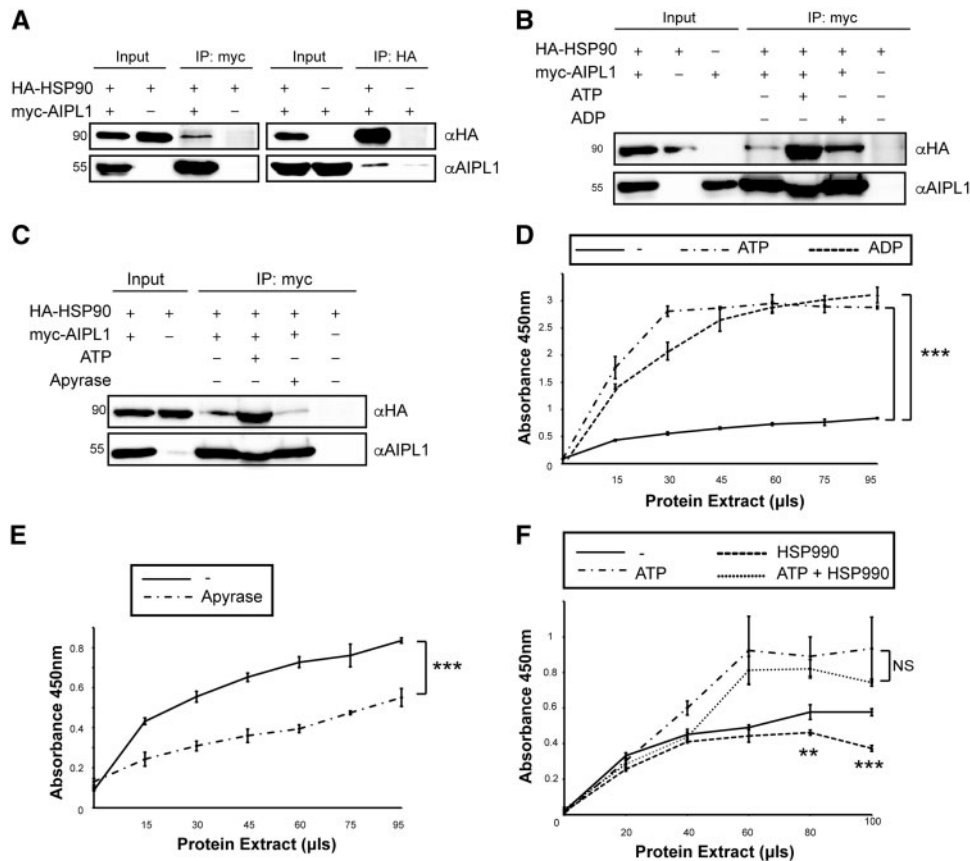 A
Input IP: myc Input IP: HA
HA-HSP90 + + + + + − + −
myc-AIPL1 + − + − + + + +
90 αHA
55 αAIPL1
B
Input IP: myc
HA-HSP90 + + − + + + +
myc-AIPL1 + − + + + + −
ATP − + − −
ADP − − + −
90 αHA
55 αAIPL1
C
Input IP: myc
HA-HSP90 + + + + + +
myc-AIPL1 + − + + + −
ATP − + − −
Apyrase − − + −
90 αHA
55 αAIPL1
D
- ATP ADP
Absorbance 450nm
3
2.5
2
1.5
1
0.5
0
***
15 30 45 60 75 95
Protein Extract (µls)
E
-
Apyrase
Absorbance 450nm
0.8
0.6
0.4
0.2
0
***
15 30 45 60 75 95
Protein Extract (µls)
F
- HSP990
ATP ATP + HSP990
Absorbance 450nm
1
0.8
0.6
0.4
0.2
0
NS
** ***
20 40 60 80 100
Protein Extract (µls)